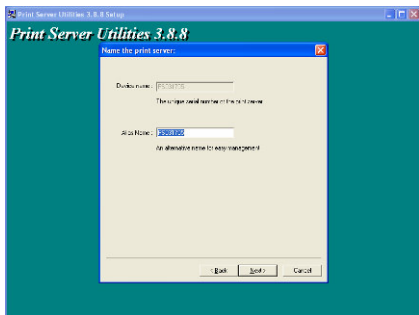 Print Server Utilities 3.8.8 Setup
Print Server Utilities 3.8.8
Name the print server:
Device name:
The unique serial number of the print server
Alias Name:
An alternative name for easy management
< Back Next > Cancel